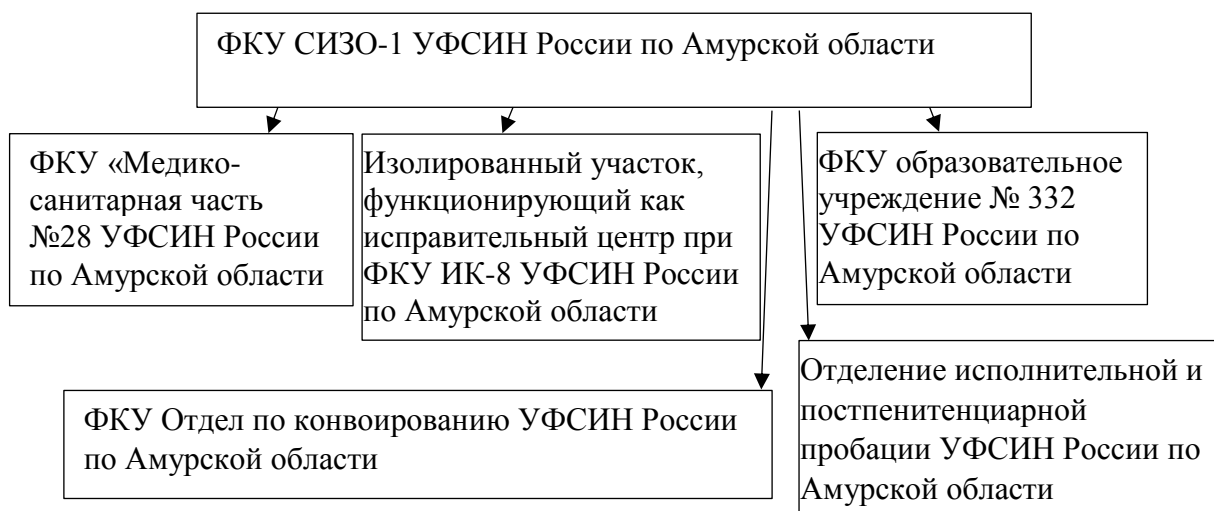 ФКУ СИЗО-1 УФСИН России по Амурской области
ФКУ «Медико-
санитарная часть
№28 УФСИН России
по Амурской области
Изолированный участок,
функционирующий как
исправительный центр при
ФКУ ИК-8 УФСИН России
по Амурской области
ФКУ образовательное
учреждение № 332
УФСИН России по
Амурской области
ФКУ Отдел по конвоированию УФСИН России
по Амурской области
Отделение исполнительной и
постпенитенциарной
пробации УФСИН России по
Амурской области